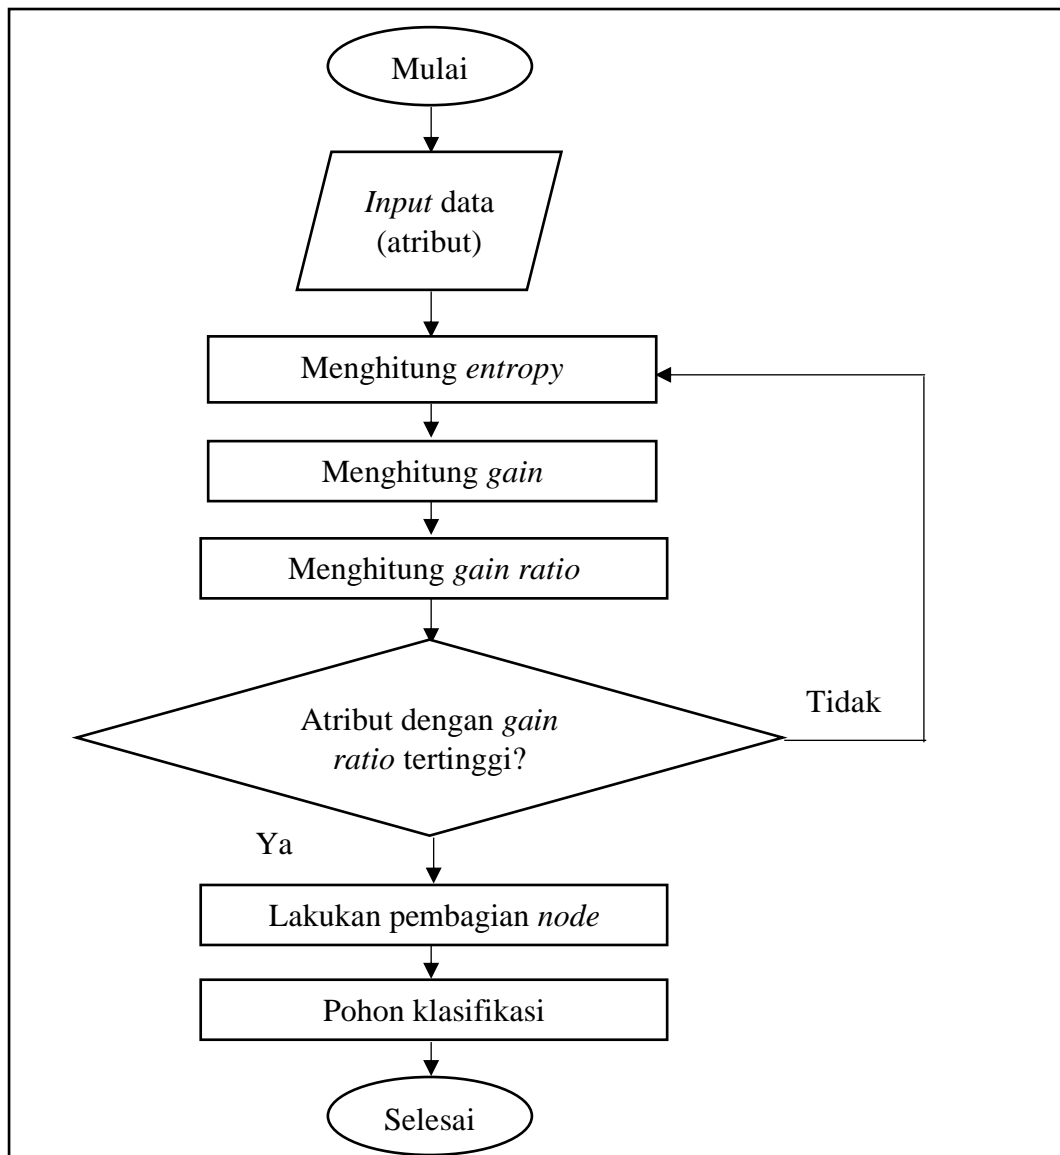 Mulai
Input data
(atribut)
Menghitung entropy
Menghitung gain
Menghitung gain ratio
Atribut dengan gain
ratio tertinggi?
Tidak
Ya
Lakukan pembagian node
Pohon klasifikasi
Selesai